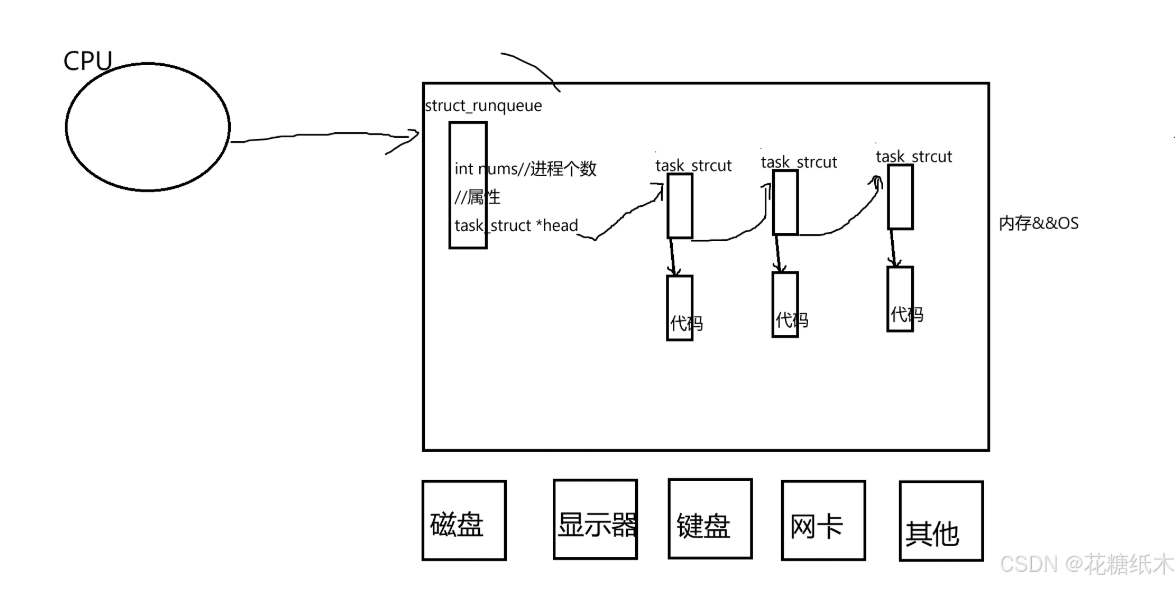 CPU
struct_runqueue
int nums//进程个数
//属性
task_struct *head
task_strcut
task_strcut
task_strcut
代码
代码
代码
内存&&OS
磁盘
显示器
键盘
网卡
其他
CSDN @花糖纸木